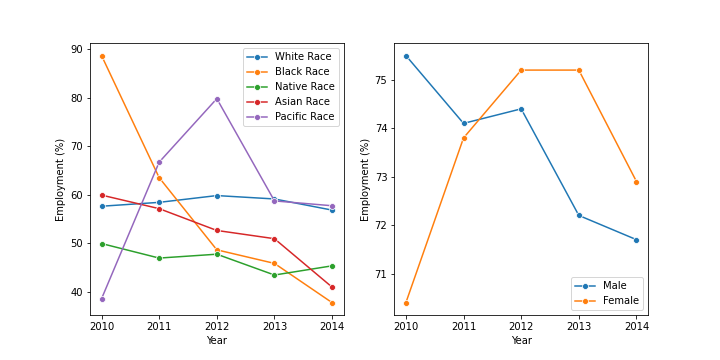 90
80
70
60
50
40
Employment (%)
2010 2011 2012 2013 2014
Year
White Race
Black Race
Native Race
Asian Race
Pacific Race
75
74
73
72
71
Employment (%)
2010 2011 2012 2013 2014
Year
Male
Female